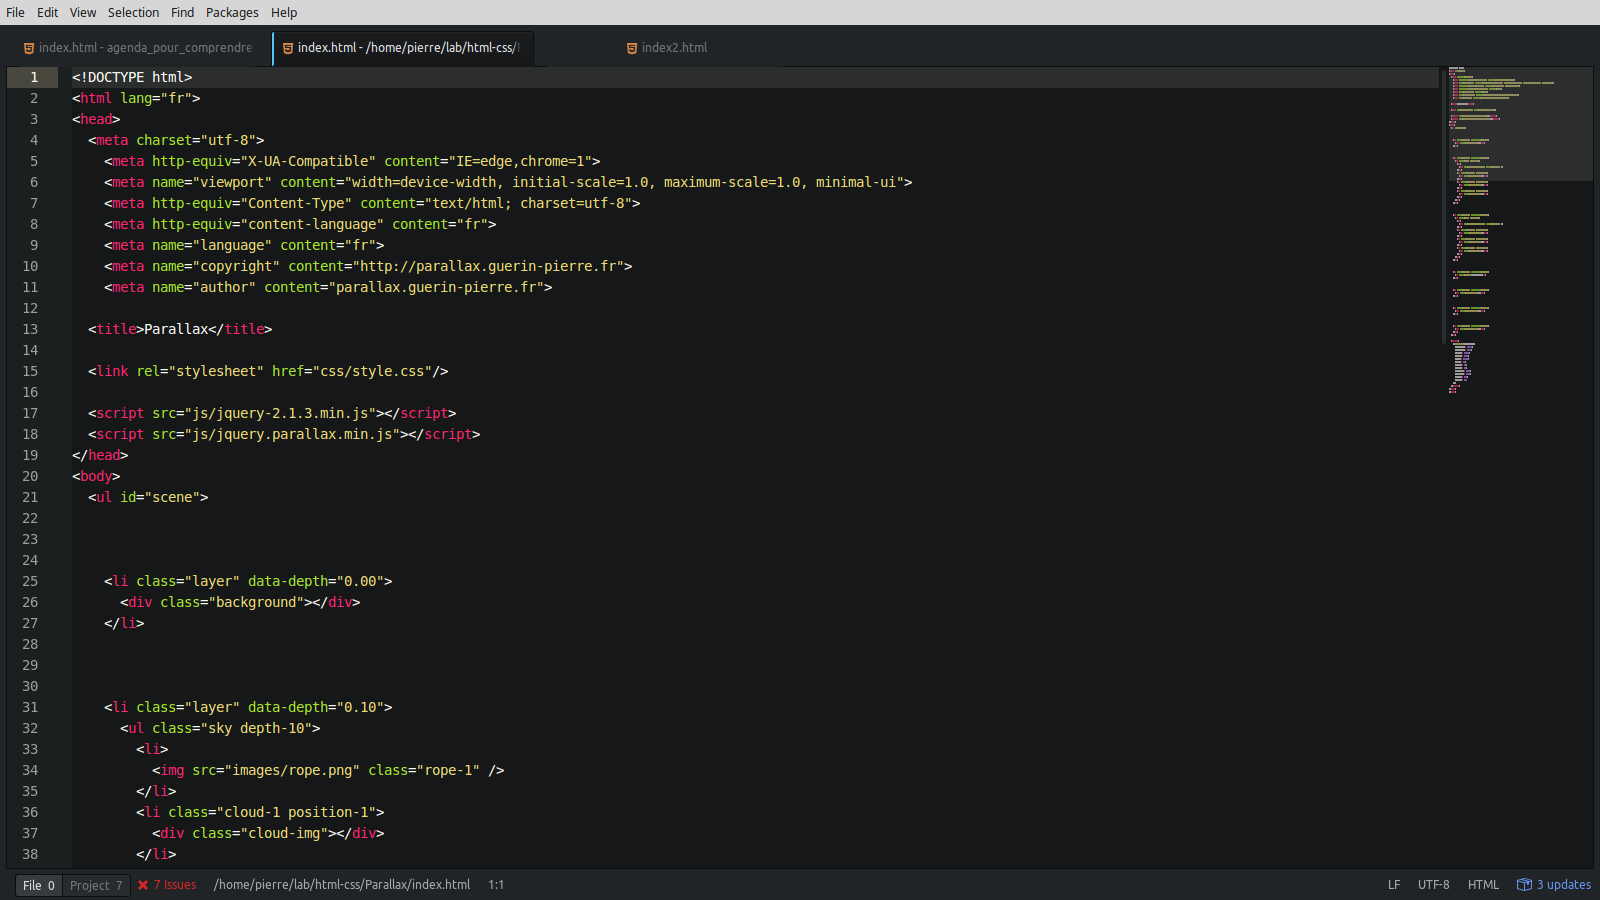 File Edit View Selection Find Packages Help
index.html - agenda_pour_comprendre
index.html - /home/pierre/lab/html-css/
index2.html
1 <!DOCTYPE html>
2 <html lang="fr">
3 <head>
4 <meta charset="utf-8">
5 <meta http-equiv="X-UA-Compatible" content="IE=edge,chrome=1">
6 <meta name="viewport" content="width=device-width, initial-scale=1.0, maximum-scale=1.0, minimal-ui">
7 <meta http-equiv="Content-Type" content="text/html; charset=utf-8">
8 <meta http-equiv="content-language" content="fr">
9 <meta name="language" content="fr">
10 <meta name="copyright" content="http://parallax.guerin-pierre.fr">
11 <meta name="author" content="parallax.guerin-pierre.fr">
12
13 <title>Parallax</title>
14
15 <link rel="stylesheet" href="css/style.css"/>
16
17 <script src="js/jquery-2.1.3.min.js"></script>
18 <script src="js/jquery.parallax.min.js"></script>
19 </head>
20 <body>
21 <ul id="scene">
22
23
24
25 <li class="layer" data-depth="0.00">
26 <div class="background"></div>
27 </li>
28
29
30
31 <li class="layer" data-depth="0.10">
32 <ul class="sky depth-10">
33 <li>
34 <img src="images/rope.png" class="rope-1" />
35 </li>
36 <li class="cloud-1 position-1">
37 <div class="cloud-img"></div>
38 </li>
File 0 Project 7 7 Issues /home/pierre/lab/html-css/Parallax/index.html 1:1 LF UTF-8 HTML 3 updates